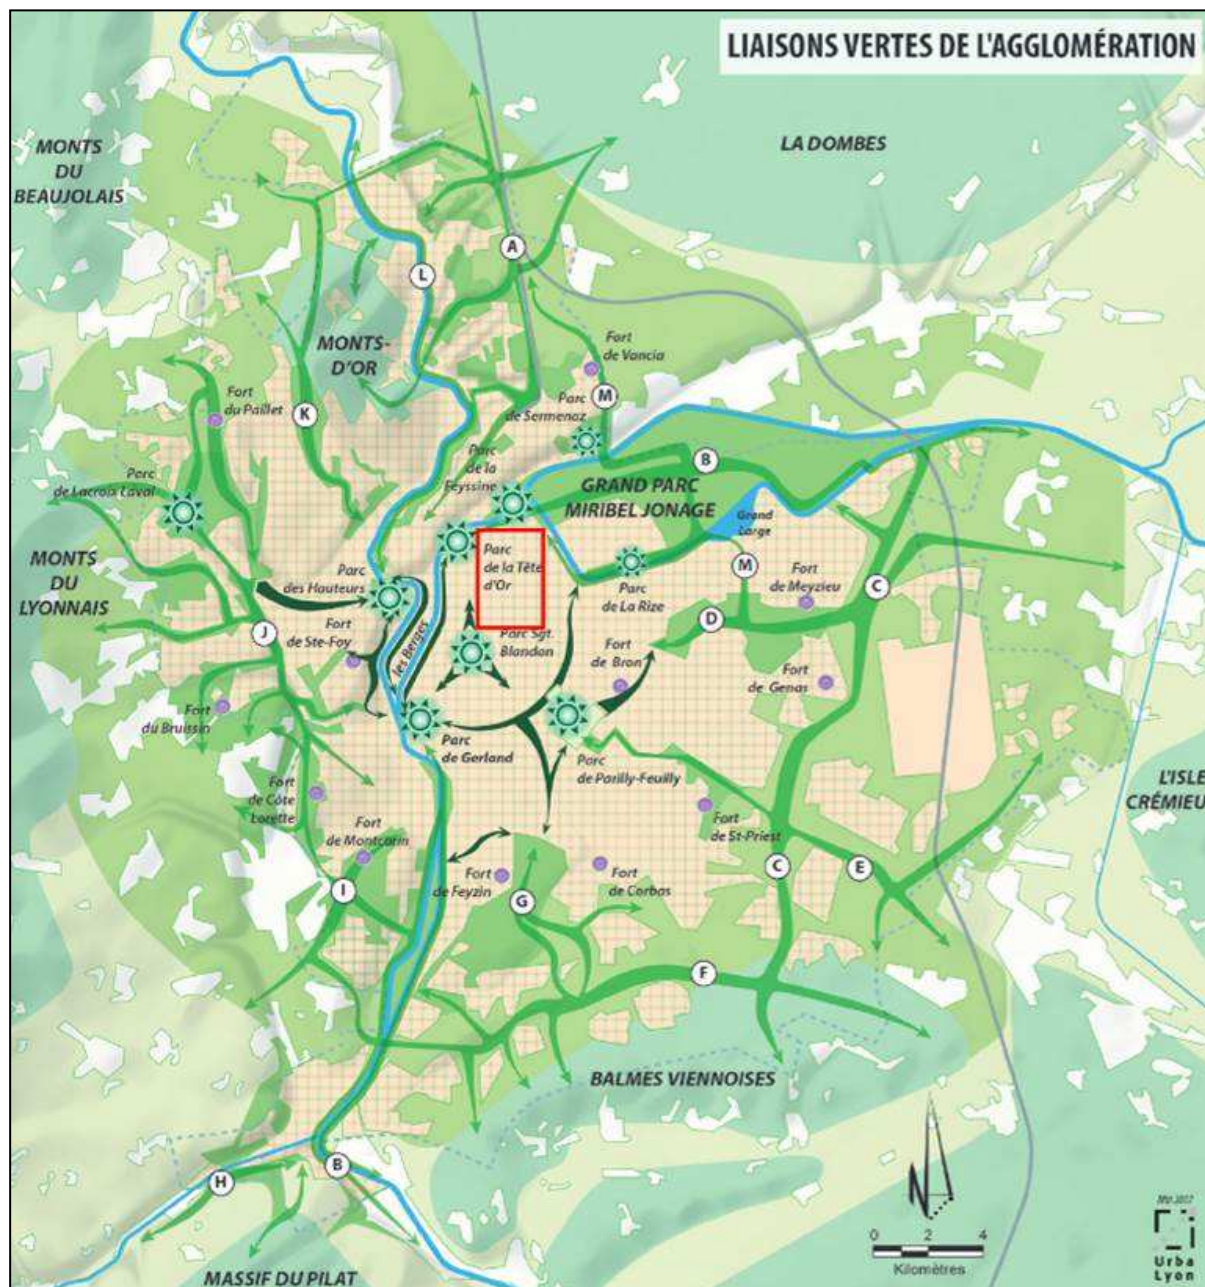 LIAISONS VERTES DE L'AGGLOMÉRATION
MONTS
DU
BEAUJOLAIS
LA DOMBES
A
L
MONTS-
D'OR
Fort
de Vancia
Fort
du Paillet
K
M
Parc
de Sermenaz
Parc
de la
Feyssine
B
GRAND PARC
MIRIBEL JONAGE
Parc
de Lacroix Laval
Grand
Large
MONTS
DU
LYONNAIS
Parc
des Hauteurs
Parc
de la Tête
d'Or
Parc
de La Rize
M
Fort
de Meyzieu
C
J
Fort
de Ste-Foy
les Berges
Parc Sgt.
Blandan
D
Fort
de Bron
Fort
de Genas
Fort
du Bruissin
Parc
de Gerland
Parc
de Parilly-Feuilly
L'ISLE
CRÉMIEU
Fort
de Côte
Lorette
Fort
de Montcorin
Fort
de St-Priest
I
Fort
de Feyzin
Fort
de Corbas
C
E
G
F
BALMES VIENNOISES
H
B
N
0 2 4
Kilomètres
Urba
Lyon
MASSIF DU PILAT